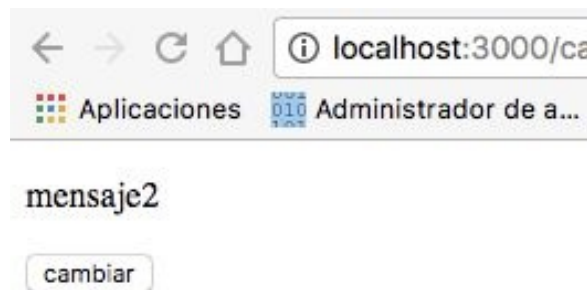 localhost:3000/ca
Aplicaciones Administrador de a...
mensaje2
cambiar